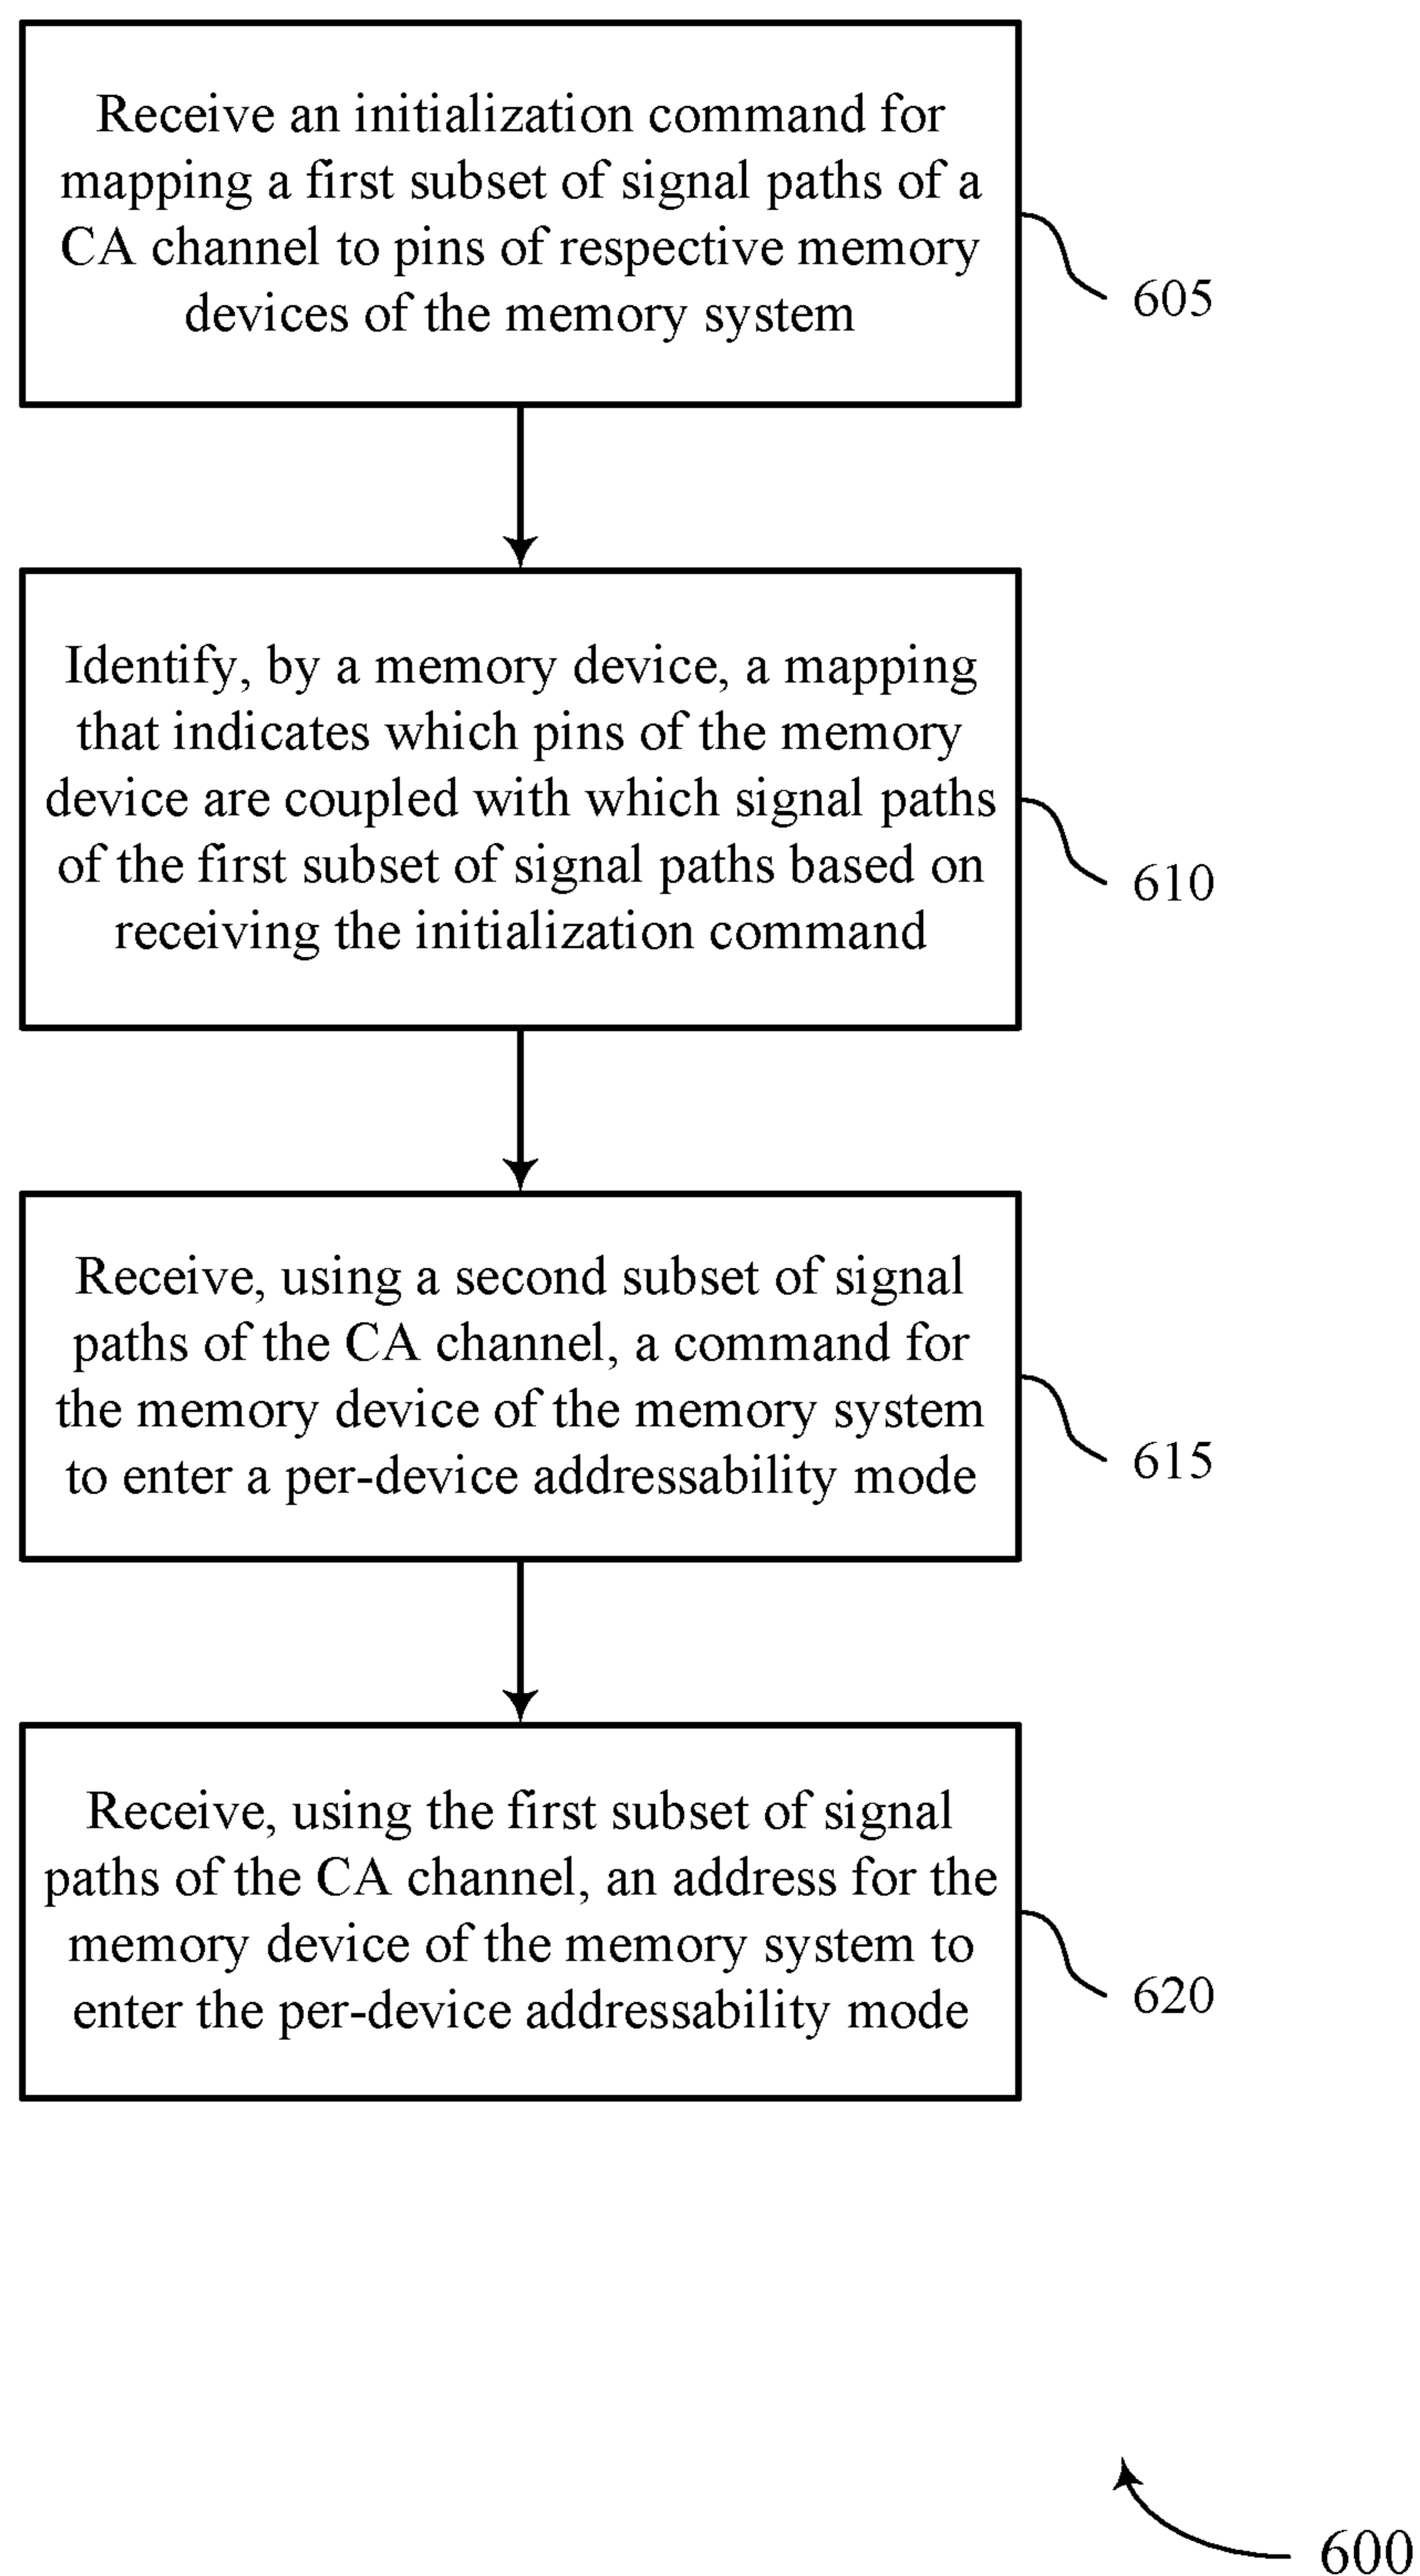 Receive an initialization command for
mapping a first subset of signal paths of a
CA channel to pins of respective memory
devices of the memory system
605
Identify, by a memory device, a mapping
that indicates which pins of the memory
device are coupled with which signal paths
of the first subset of signal paths based on
receiving the initialization command
610
Receive, using a second subset of signal
paths of the CA channel, a command for
the memory device of the memory system
to enter a per-device addressability mode
615
Receive, using the first subset of signal
paths of the CA channel, an address for the
memory device of the memory system to
enter the per-device addressability mode
620
600